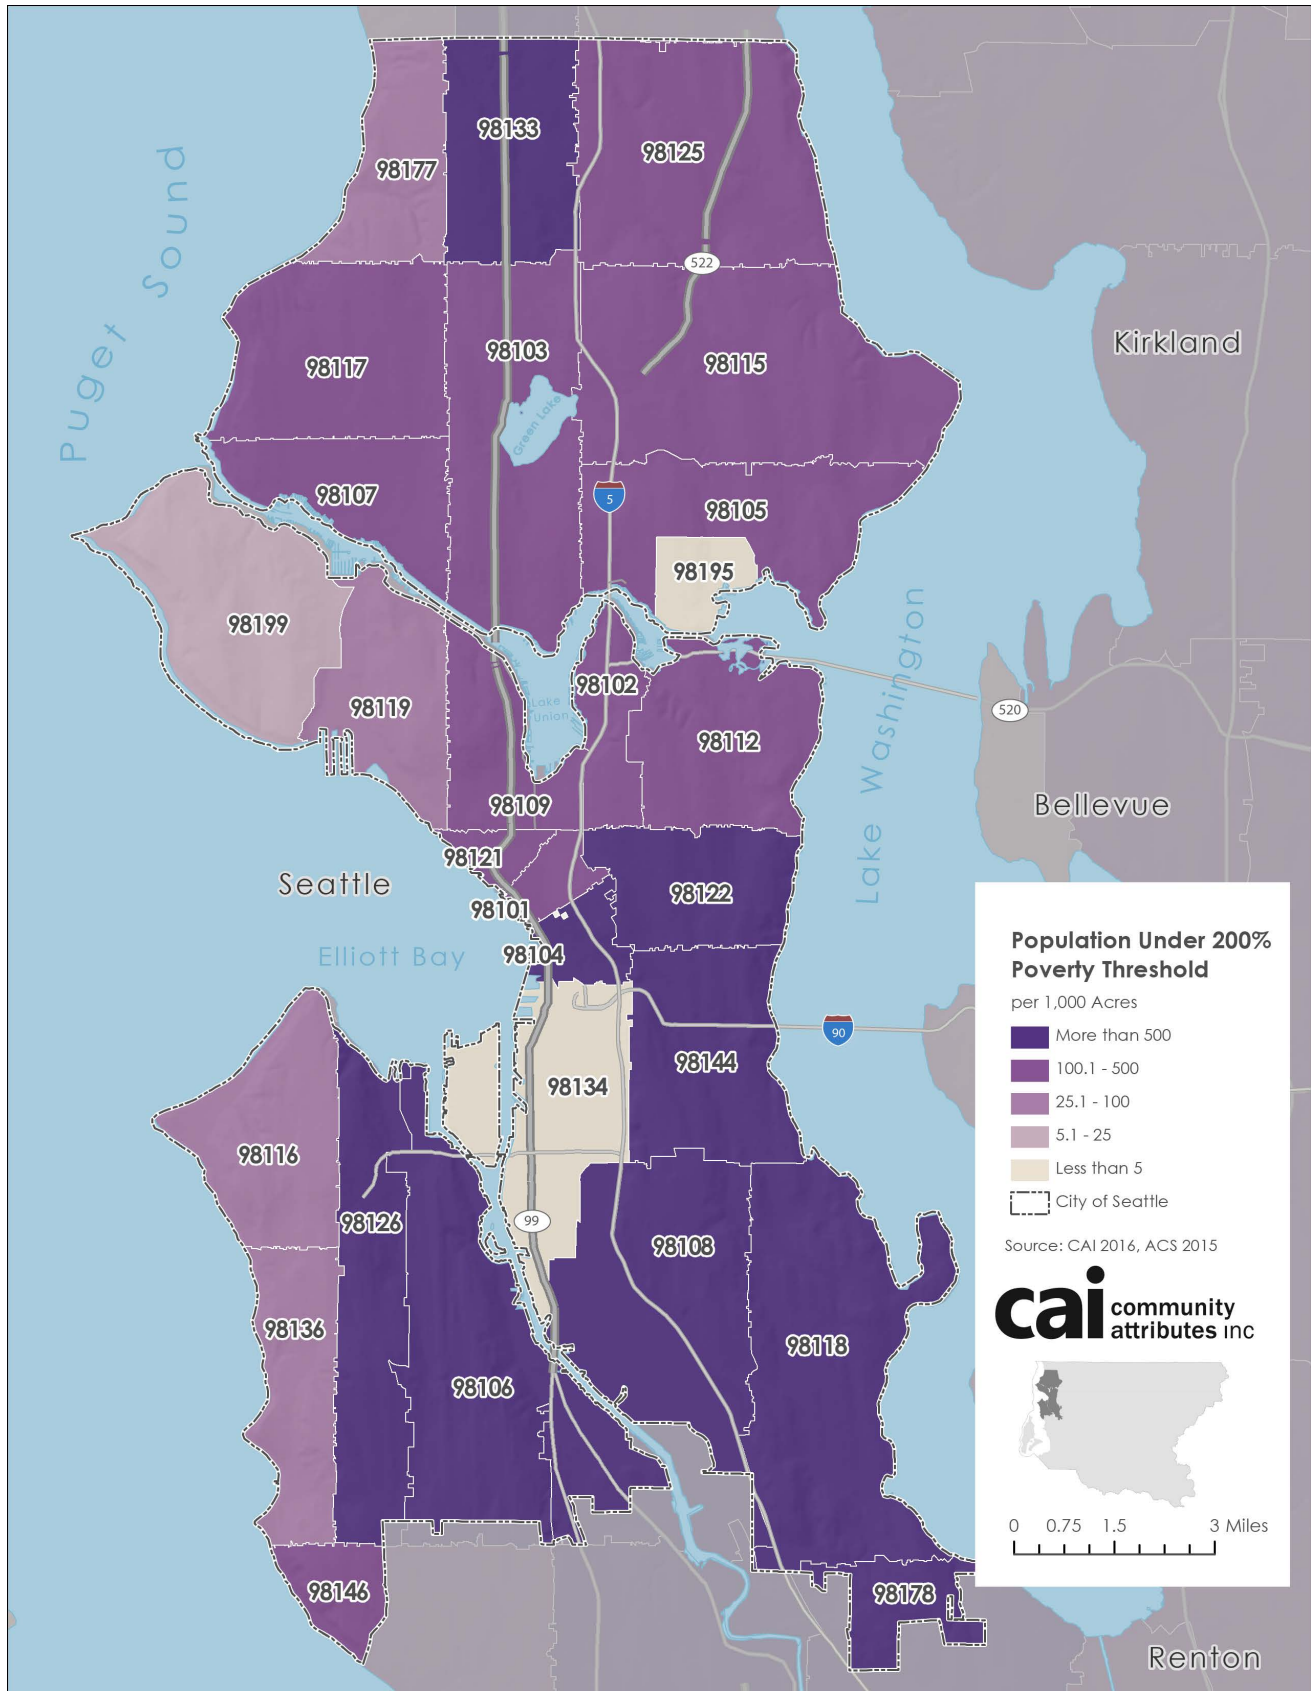 98133
98125
98177
Puget Sound
522
Kirkland
98103
98115
98117
Green Lake
98107
5
98105
98195
98199
98102
Lake Washington
98119
Lake
Union
520
98112
98109
Bellevue
98121
Seattle
98122
98101
Elliott Bay
98104
90
98144
98134
98116
98126
99
98108
98136
98118
98106
98146
98178
Renton
Population Under 200%
Poverty Threshold
per 1,000 Acres
More than 500
100.1 - 500
25.1 - 100
5.1 - 25
Less than 5
City of Seattle
Source: CAI 2016, ACS 2015
cai community
attributes inc
0 0.75 1.5 3 Miles